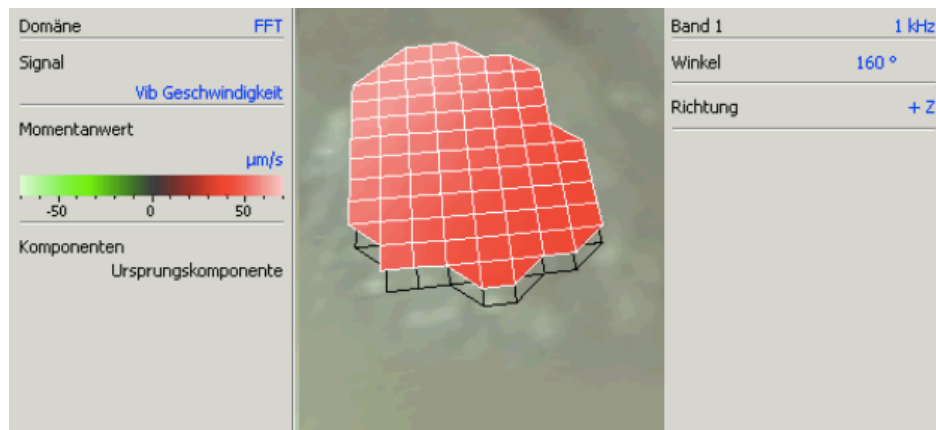 Domäne FFT
Signal
Vib Geschwindigkeit
Momentanwert
µm/s
-50 0 50
Komponenten
Ursprungskomponente
Band 1 1 kHz
Winkel 160 °
Richtung + Z